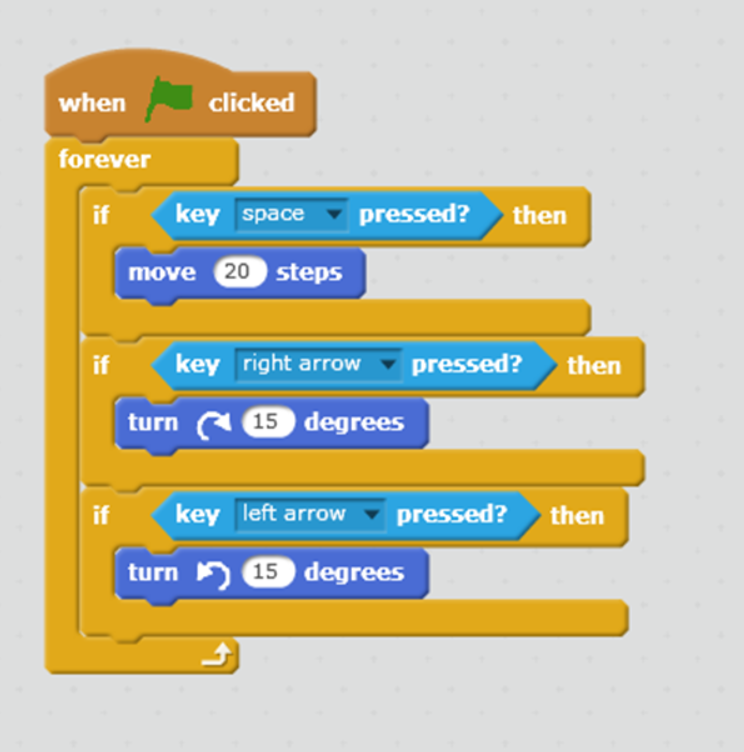 when clicked
forever
if key space pressed? then
move 20 steps
if key right arrow pressed? then
turn 15 degrees
if key left arrow pressed? then
turn 15 degrees